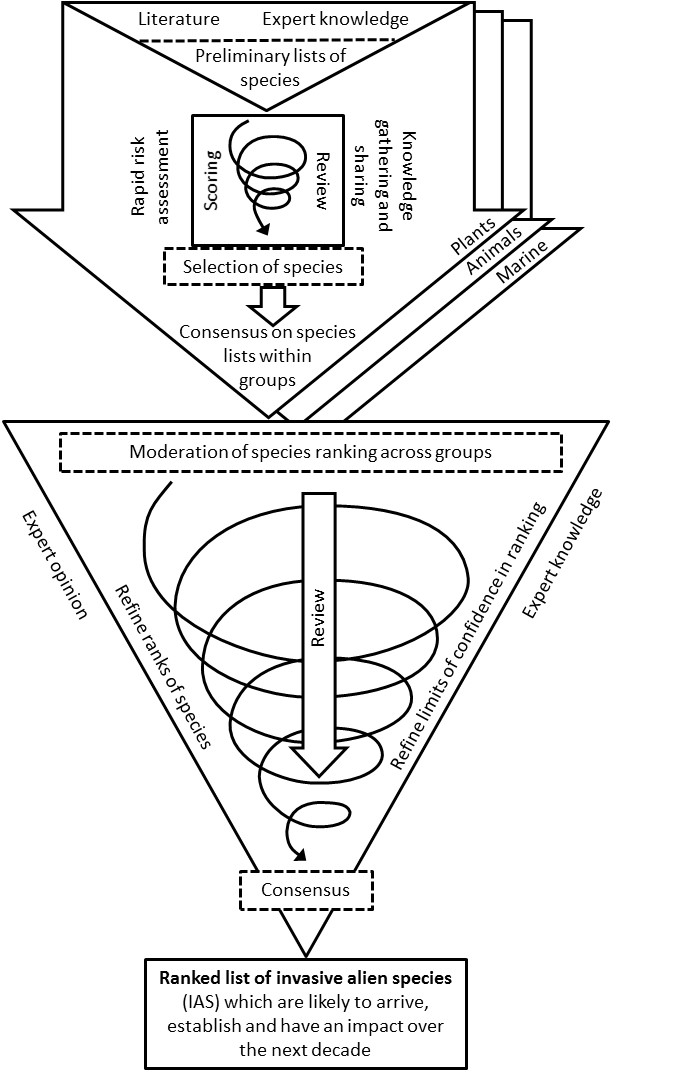 Literature
Expert knowledge
Preliminary lists of
species
Rapid risk
assessment
Scoring
Review
Knowledge
gathering and
sharing
Selection of species
Plants
Animals
Marine
Consensus on species
lists within
groups
Moderation of species ranking across groups
Expert opinion
Refine ranks of species
Review
Refine limits of confidence in ranking
Expert knowledge
Consensus
Ranked list of invasive alien species
(IAS) which are likely to arrive,
establish and have an impact over
the next decade